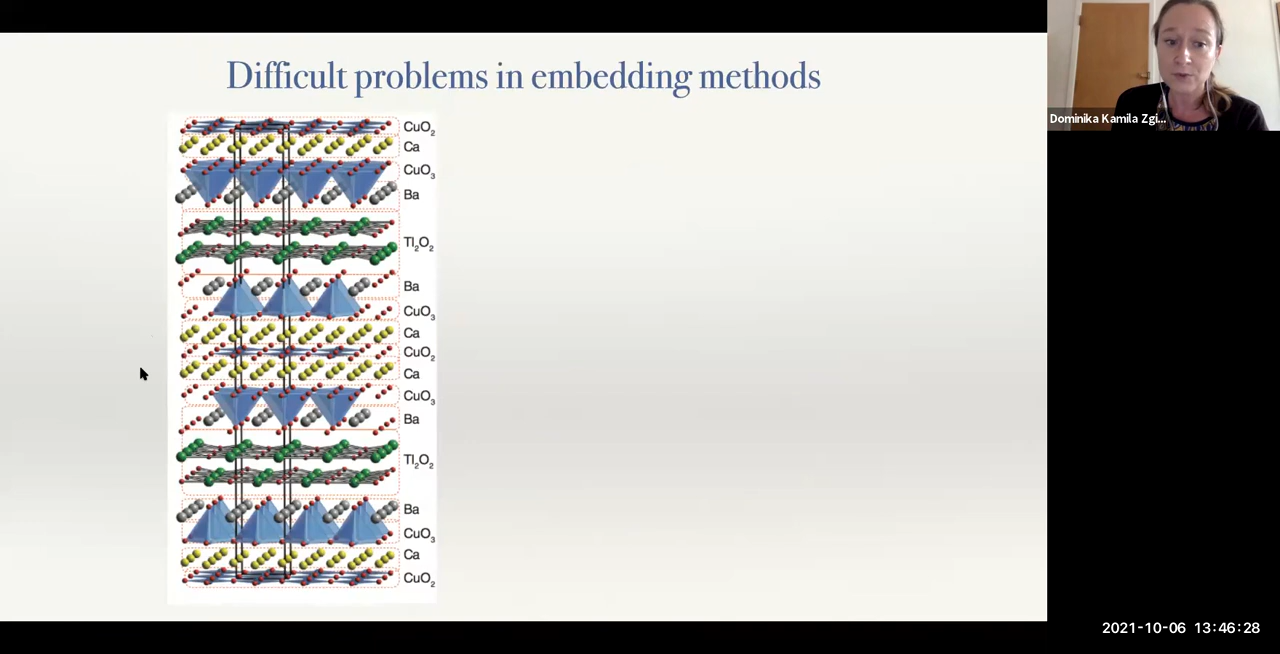 Difficult problems in embedding methods
Dominika Kamila Zgi...
CuO2
Ca
CuO3
Ba
Tl2O2
Ba
CuO3
Ca
CuO2
Ca
CuO3
Ba
Tl2O2
Ba
CuO3
Ca
CuO2
2021-10-06 13:46:28